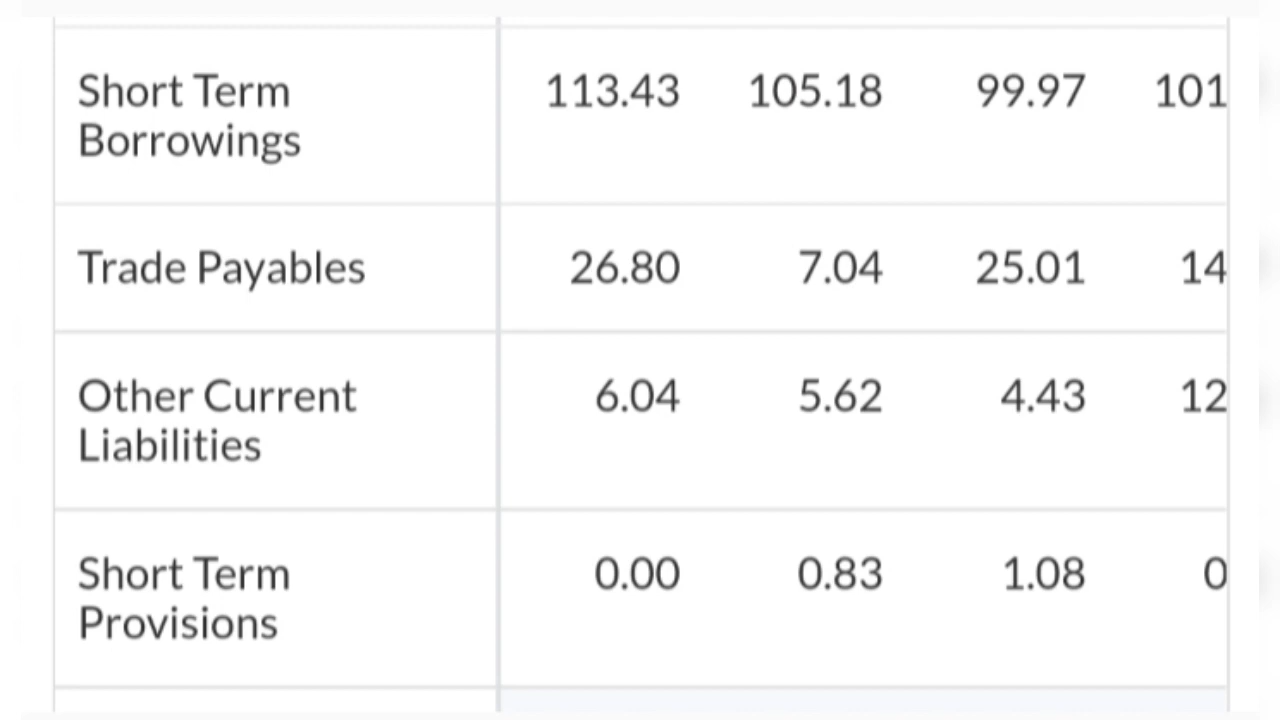 Short Term 113.43 105.18 99.97 101
Borrowings
Trade Payables 26.80 7.04 25.01 14
Other Current 6.04 5.62 4.43 12
Liabilities
Short Term 0.00 0.83 1.08 0
Provisions